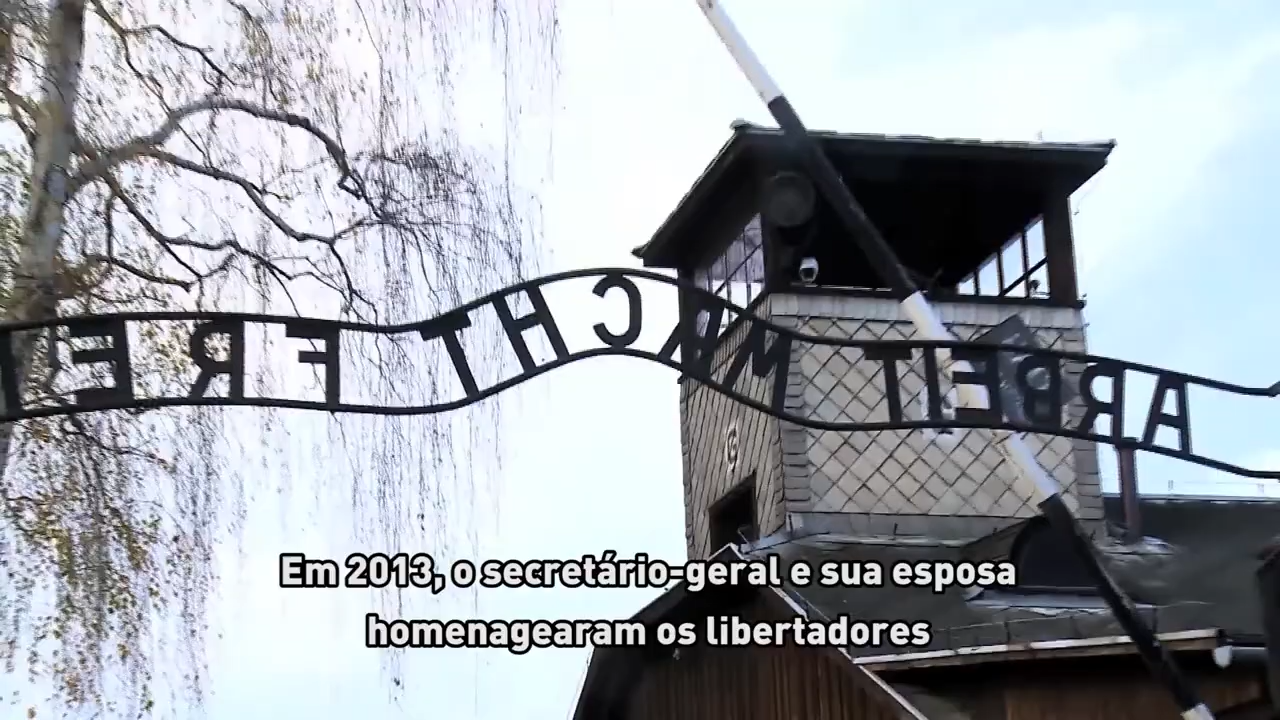 ARBEIT MACHT FREI
Em 2013, o secretário-geral e sua esposa
homenagearam os libertadores